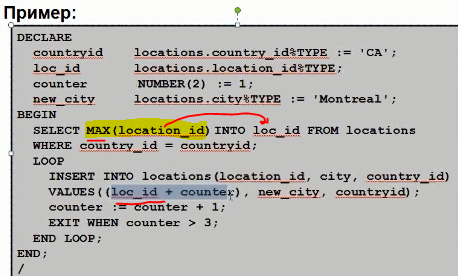 Пример:
DECLARE
countryid locations.country_id%TYPE := 'CA';
loc_id locations.location_id%TYPE;
counter NUMBER(2) := 1;
new_city locations.city%TYPE := 'Montreal';
BEGIN
SELECT MAX(location_id) INTO loc_id FROM locations
WHERE country_id = countryid;
LOOP
INSERT INTO locations(location_id, city, country_id)
VALUES((loc_id + counter), new_city, countryid);
counter := counter + 1;
EXIT WHEN counter > 3;
END LOOP;
END;
/